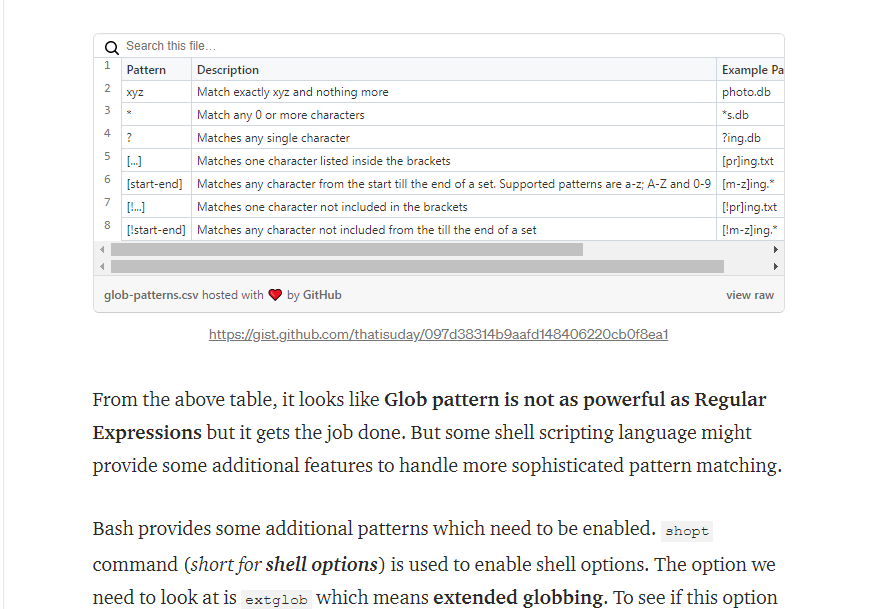 Search this file…
1 Pattern Description Example Pa
2 xyz Match exactly xyz and nothing more photo.db
3 * Match any 0 or more characters *s.db
4 ? Matches any single character ?ing.db
5 [...] Matches one character listed inside the brackets [pr]ing.txt
6 [start-end] Matches any character from the start till the end of a set. Supported patterns are a-z; A-Z and 0-9 [m-z]ing.*
7 [!...] Matches one character not included in the brackets [!pr]ing.txt
8 [!start-end] Matches any character not included from the till the end of a set [!m-z]ing.*
glob-patterns.csv hosted with ❤ by GitHub view raw
https://gist.github.com/thatisuday/097d38314b9aafd148406220cb0f8ea1
From the above table, it looks like Glob pattern is not as powerful as Regular
Expressions but it gets the job done. But some shell scripting language might
provide some additional features to handle more sophisticated pattern matching.
Bash provides some additional patterns which need to be enabled. shopt
command (short for shell options) is used to enable shell options. The option we
need to look at is extglob which means extended globbing. To see if this option